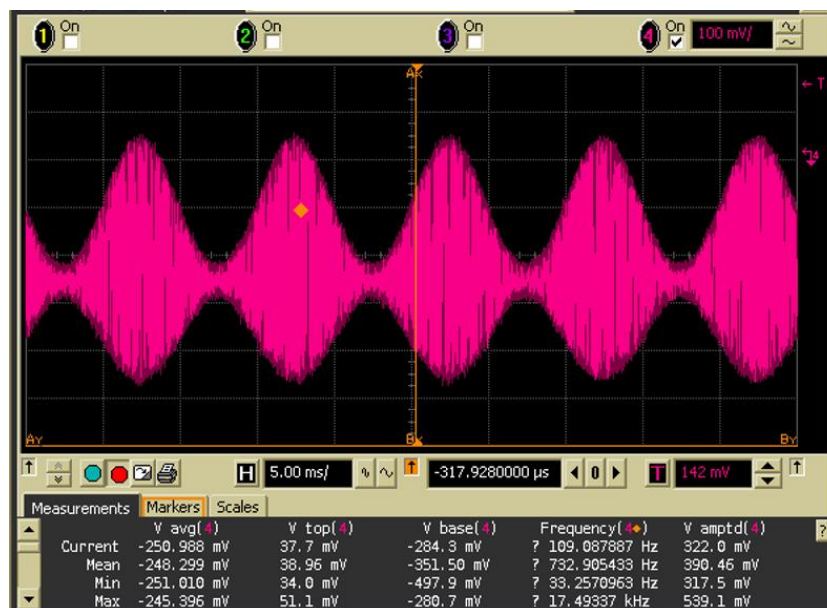 1 On 2 On 3 On 4 On 100 mV/
Ax
T
4
Ay Bx By
H 5.00 ms/ -317.9280000 µs 0 T 142 mV
Measurements Markers Scales
V avg(4) V top(4) V base(4) Frequency(4) V amptd(4) ?
Current -250.988 mV 37.7 mV -284.3 mV ? 109.087887 Hz 322.0 mV
Mean -248.299 mV 38.96 mV -351.50 mV ? 732.905433 Hz 390.46 mV
Min -251.010 mV 34.0 mV -497.9 mV ? 33.2570963 Hz 317.5 mV
Max -245.396 mV 51.1 mV -280.7 mV ? 17.49337 kHz 539.1 mV